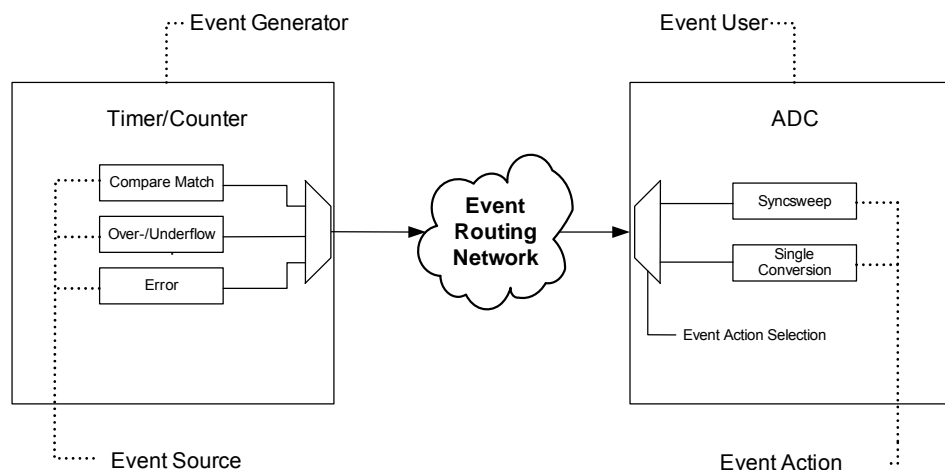 Event Generator
Event User
Timer/Counter
ADC
Compare Match
Over-/Underflow
Error
Event
Routing
Network
Syncsweep
Single
Conversion
Event Action Selection
Event Source
Event Action